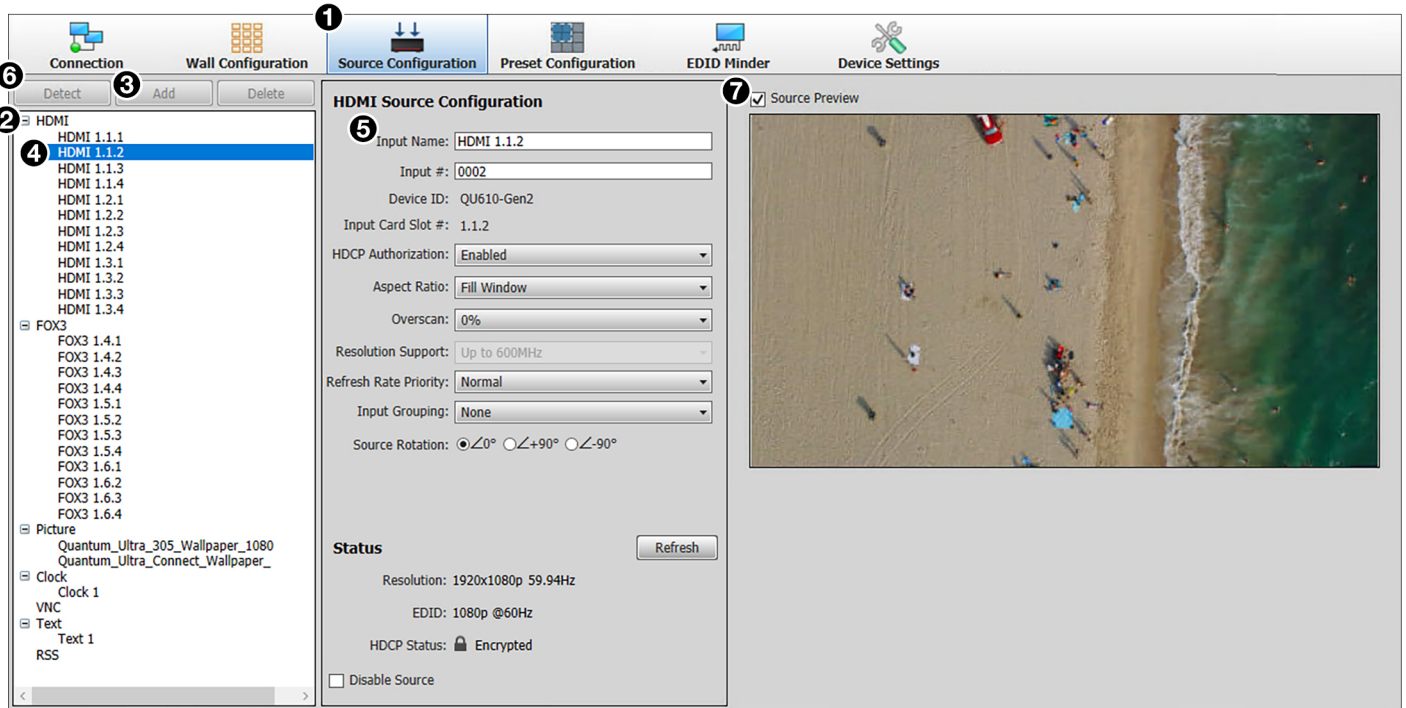 1
Connection
Wall Configuration
Source Configuration
Preset Configuration
EDID Minder
Device Settings
6
Detect
3
Add
Delete
2
HDMI
HDMI 1.1.1
4
HDMI 1.1.2
HDMI 1.1.3
HDMI 1.1.4
HDMI 1.2.1
HDMI 1.2.2
HDMI 1.2.3
HDMI 1.2.4
HDMI 1.3.1
HDMI 1.3.2
HDMI 1.3.3
HDMI 1.3.4
FOX3
FOX3 1.4.1
FOX3 1.4.2
FOX3 1.4.3
FOX3 1.4.4
FOX3 1.5.1
FOX3 1.5.2
FOX3 1.5.3
FOX3 1.5.4
FOX3 1.6.1
FOX3 1.6.2
FOX3 1.6.3
FOX3 1.6.4
Picture
Quantum_Ultra_305_Wallpaper_1080
Quantum_Ultra_Connect_Wallpaper_
Clock
Clock 1
VNC
Text
Text 1
RSS
HDMI Source Configuration
5
Input Name: HDMI 1.1.2
Input #: 0002
Device ID: QU610-Gen2
Input Card Slot #: 1.1.2
HDCP Authorization: Enabled
Aspect Ratio: Fill Window
Overscan: 0%
Resolution Support: Up to 600MHz
Refresh Rate Priority: Normal
Input Grouping: None
Source Rotation: ∠0° ∠+90° ∠-90°
Status
Refresh
Resolution: 1920x1080p 59.94Hz
EDID: 1080p @60Hz
HDCP Status: Encrypted
Disable Source
7
Source Preview